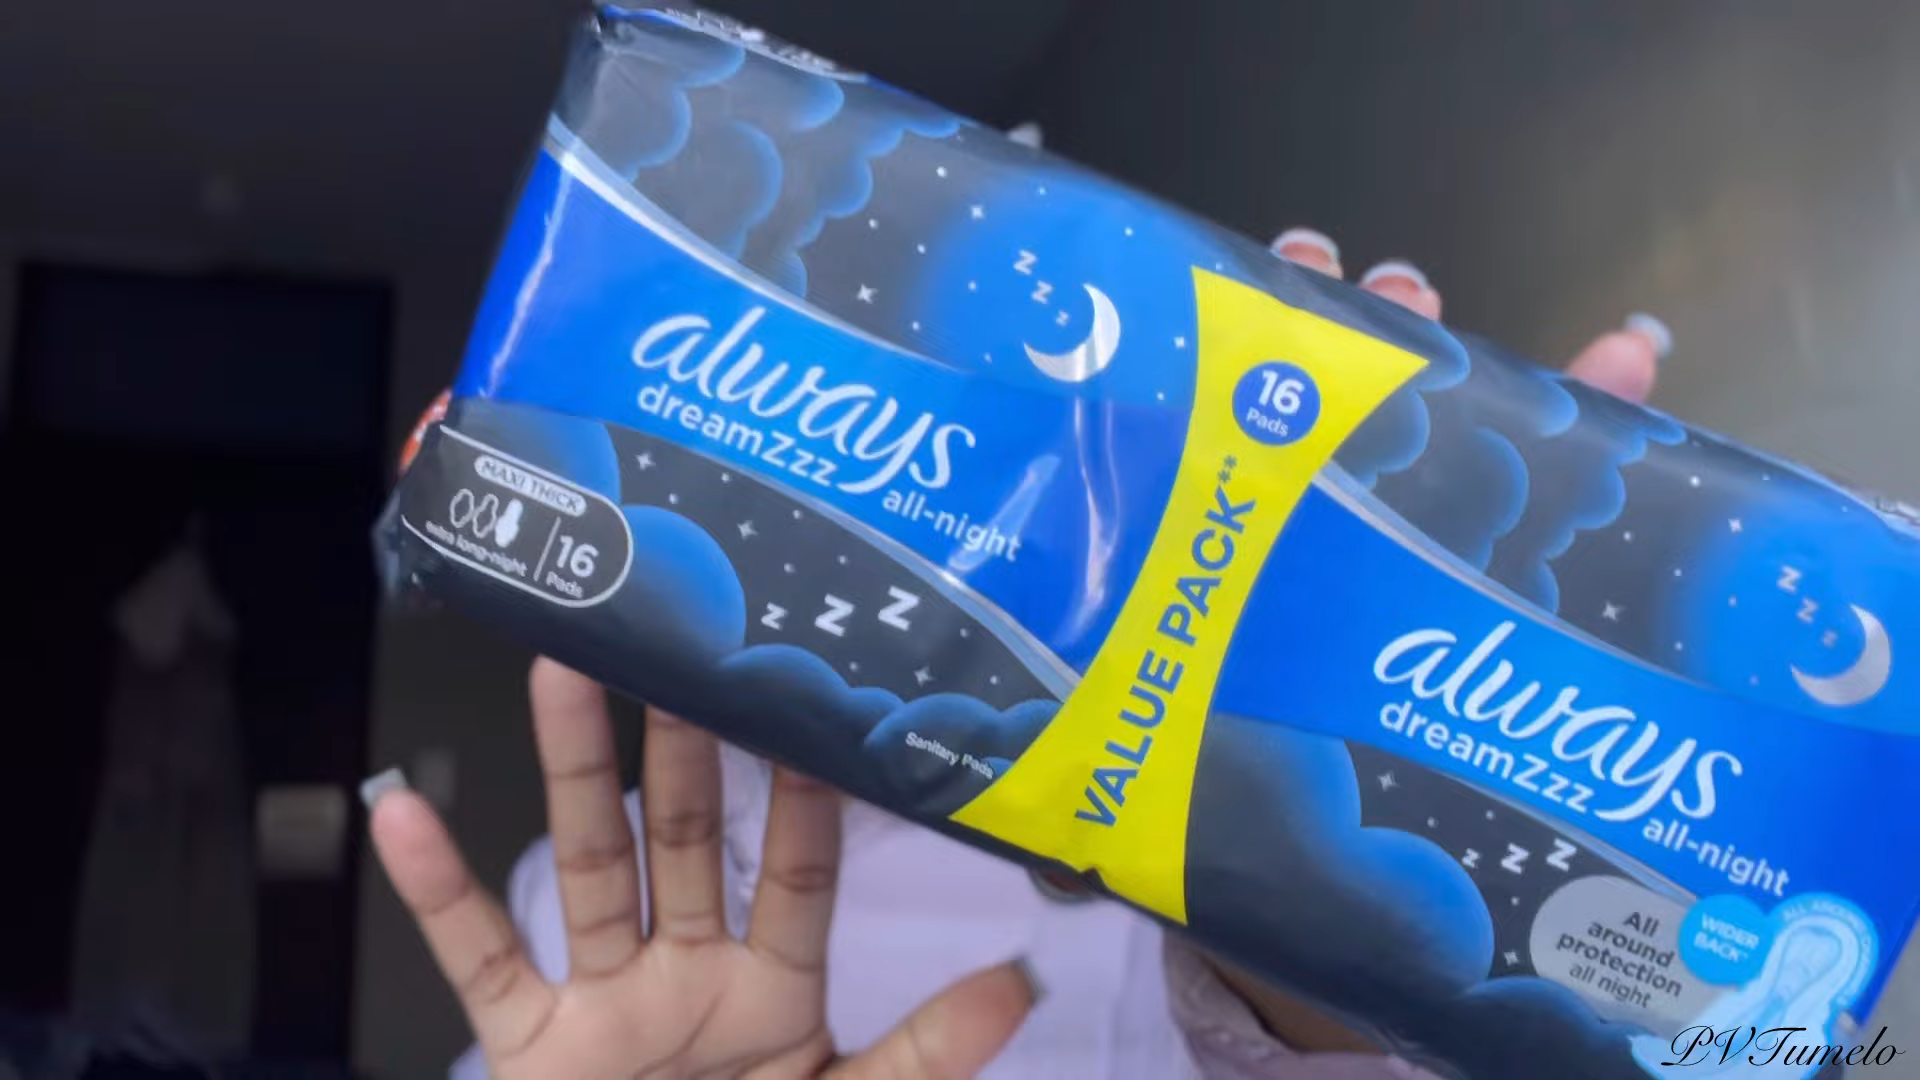 z
z
z
always
dreamZzz
all-night
MAXI THICK
extra long-night
16
Pads
z z z
Sanitary Pads
16
Pads
VALUE PACK**
z
z
z
always
dreamZzz
all-night
z z z
All
around
protection
all night
WIDER
BACK*
PVTumelo